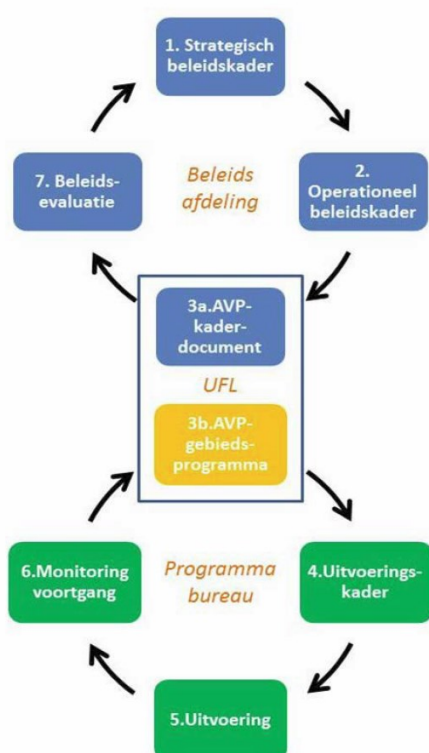 1. Strategisch
beleidskader
7. Beleids-
evaluatie
Beleids
afdeling
2.
Operationeel
beleidskader
3a.AVP-
kader-
document
UFL
3b.AVP-
gebieds-
programma
6.Monitoring
voortgang
Programma
bureau
4.Uitvoerings-
kader
5.Uitvoering